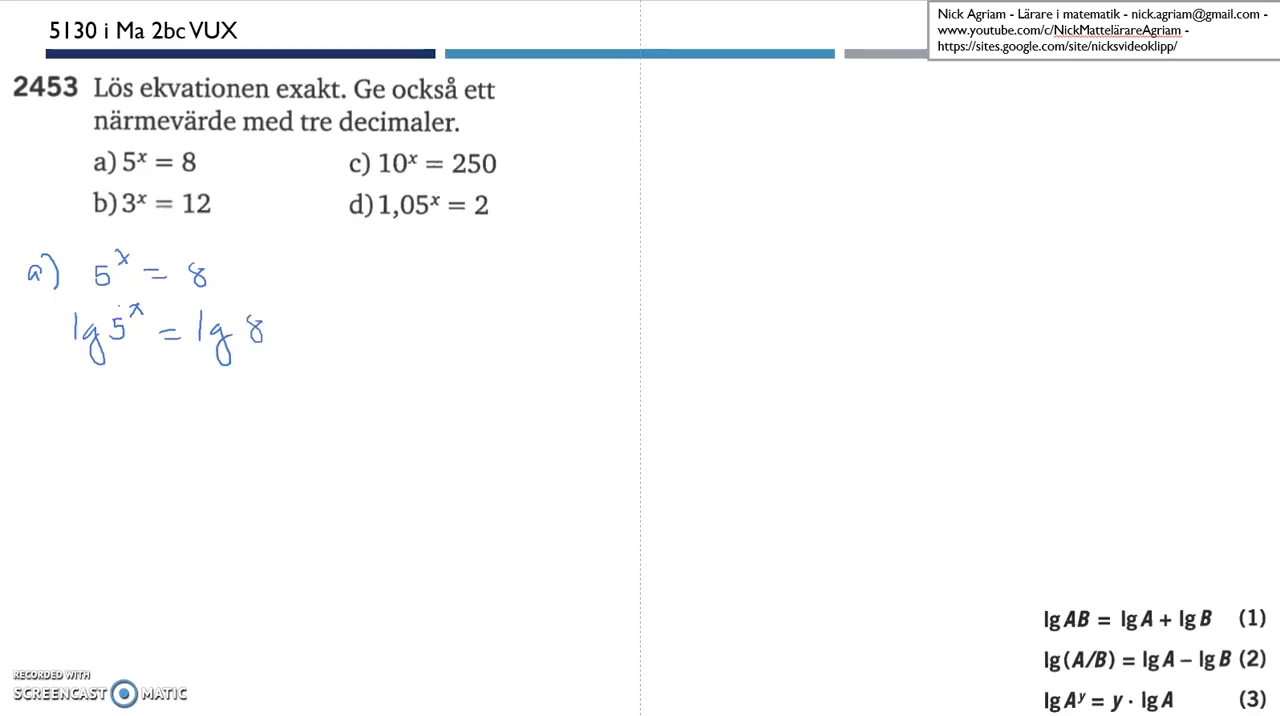 5130 i Ma 2bc VUX
Nick Agriam - Lärare i matematik - nick.agriam@gmail.com -
www.youtube.com/c/NickMattelärareAgriam -
https://sites.google.com/site/nicksvideoklipp/
2453 Lös ekvationen exakt. Ge också ett
närmevärde med tre decimaler.
a) 5ˣ = 8 c) 10ˣ = 250
b) 3ˣ = 12 d) 1,05ˣ = 2
a) 5ˣ = 8
lg 5ˣ = lg 8
lg AB = lg A + lg B (1)
lg (A/B) = lg A – lg B (2)
lg Aʸ = y · lg A (3)
RECORDED WITH
SCREENCAST MATIC